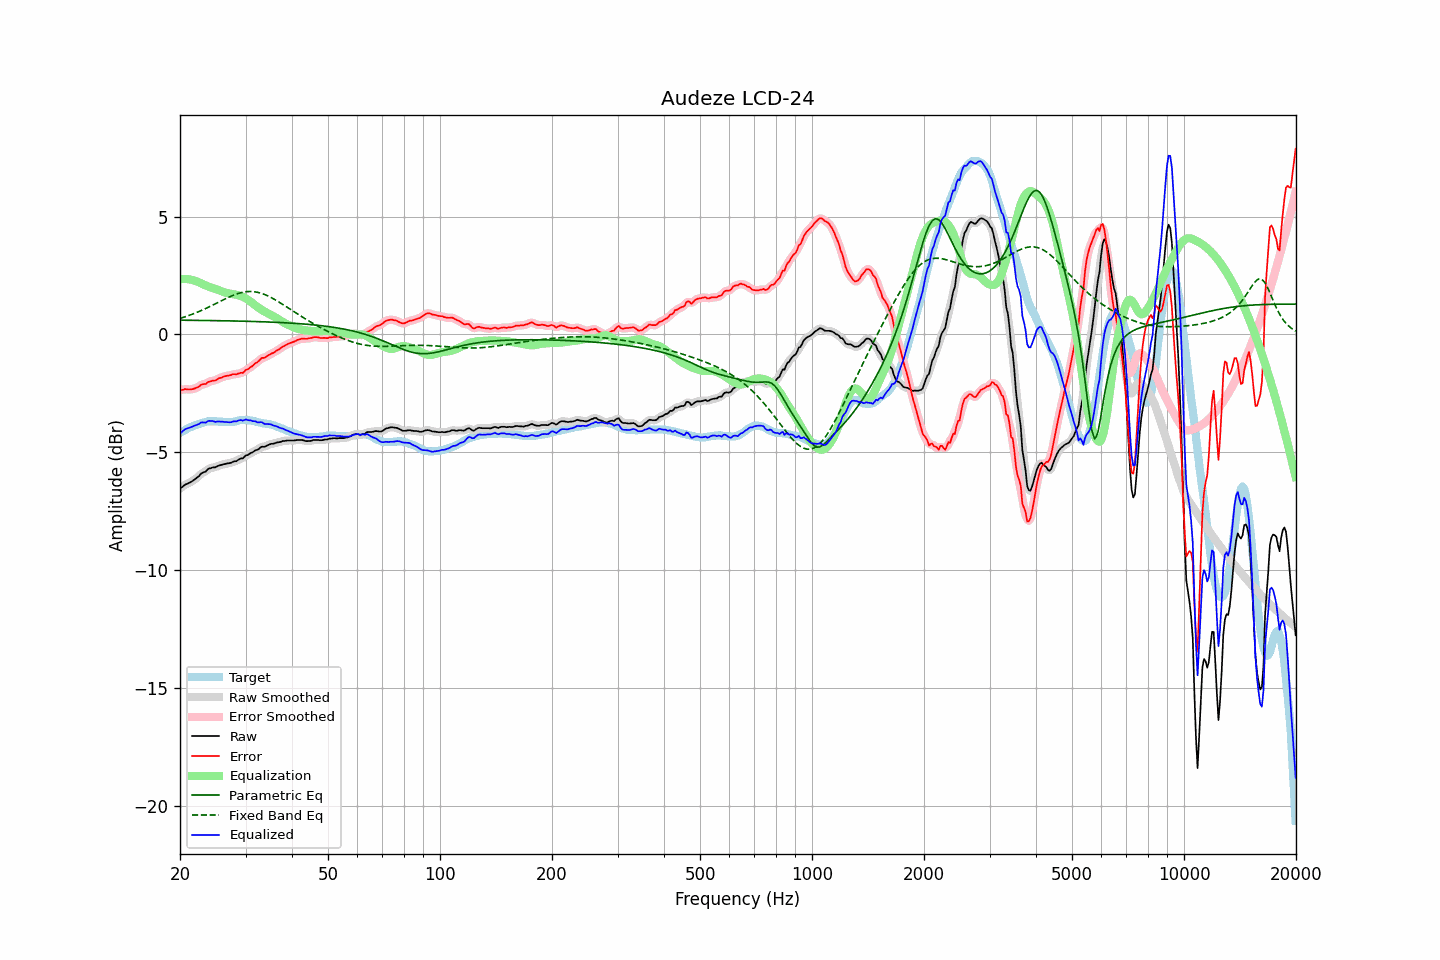 Audeze LCD-24
Amplitude (dBr)
5
0
−5
−10
−15
−20
Target
Raw Smoothed
Error Smoothed
Raw
Error
Equalization
Parametric Eq
Fixed Band Eq
Equalized
20 50 100 200 500 1000 2000 5000 10000 20000
Frequency (Hz)